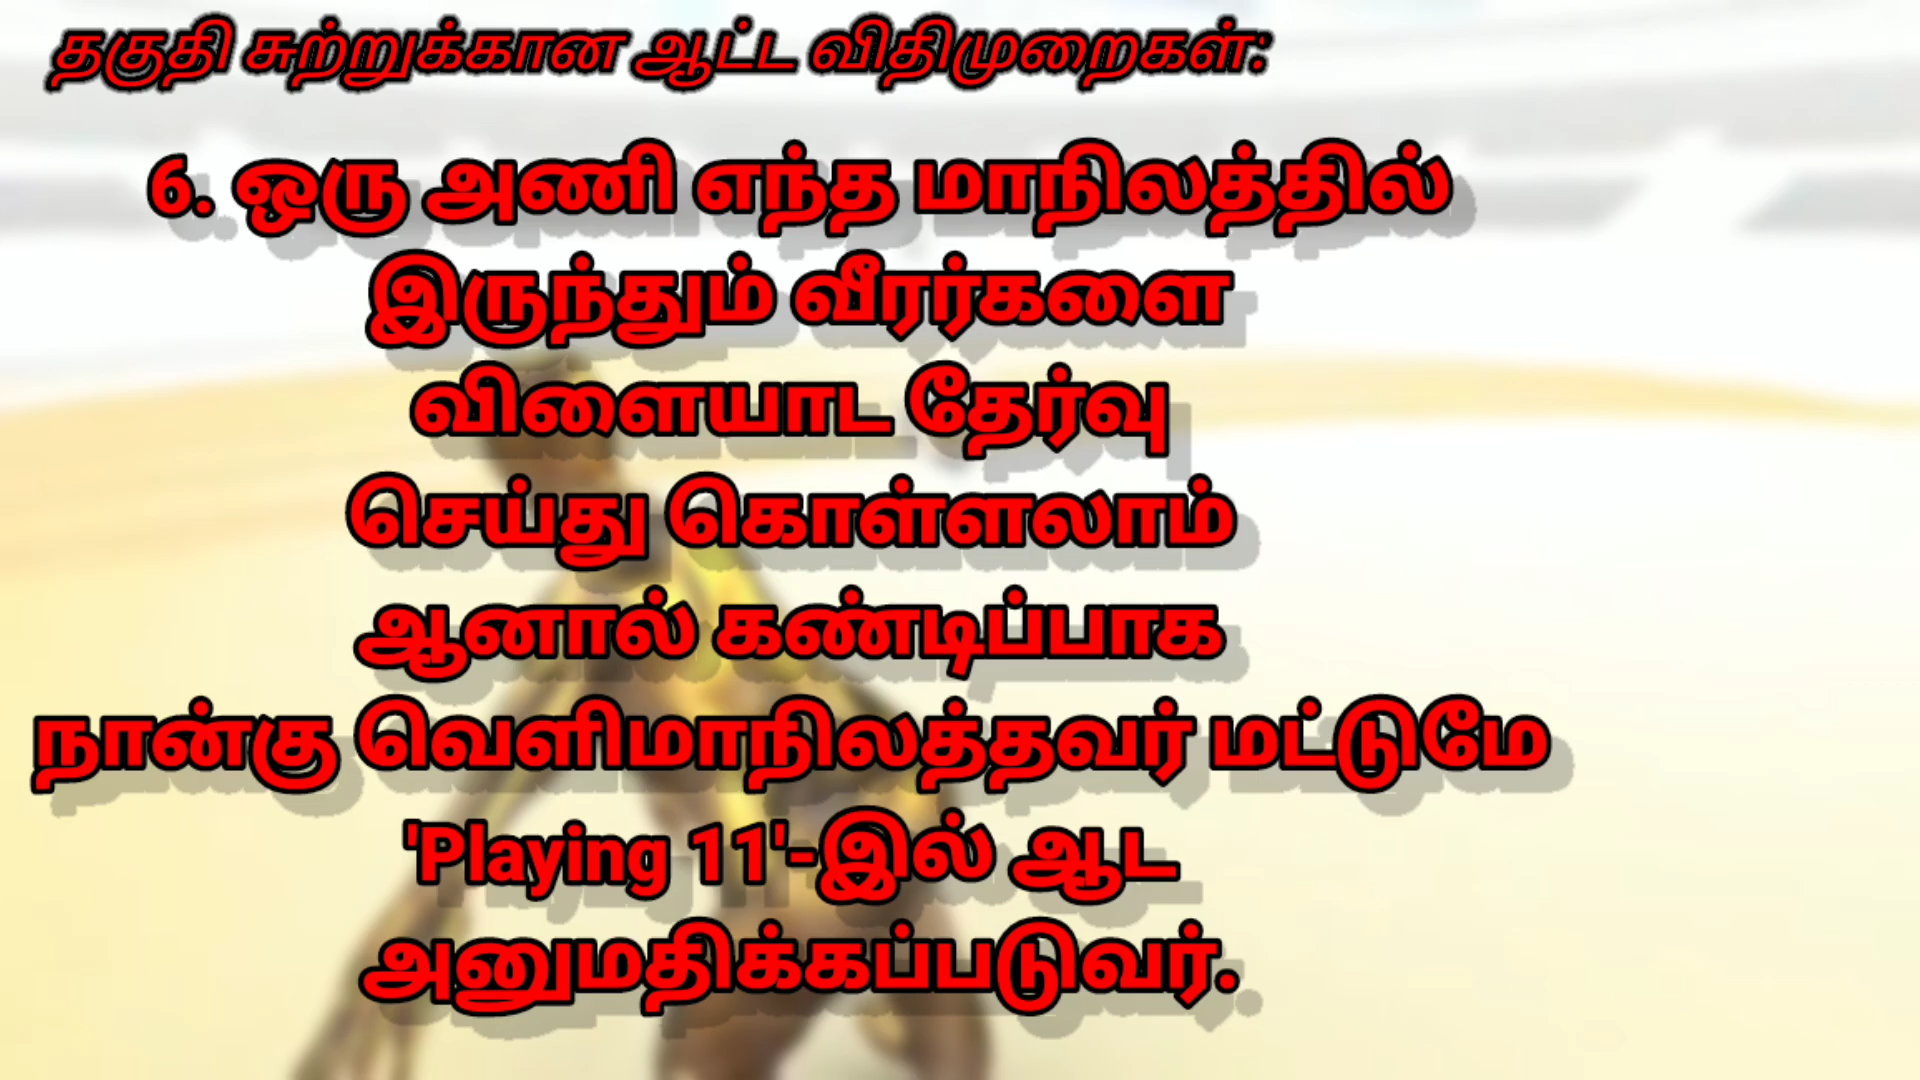 தகுதி சுற்றுக்கான ஆட்ட விதிமுறைகள்:
6. ஒரு அணி எந்த மாநிலத்தில்
இருந்தும் வீரர்களை
விளையாட தேர்வு
செய்து கொள்ளலாம்
ஆனால் கண்டிப்பாக
நான்கு வெளிமாநிலத்தவர் மட்டுமே
'Playing 11'-இல் ஆட
அனுமதிக்கப்படுவர்.